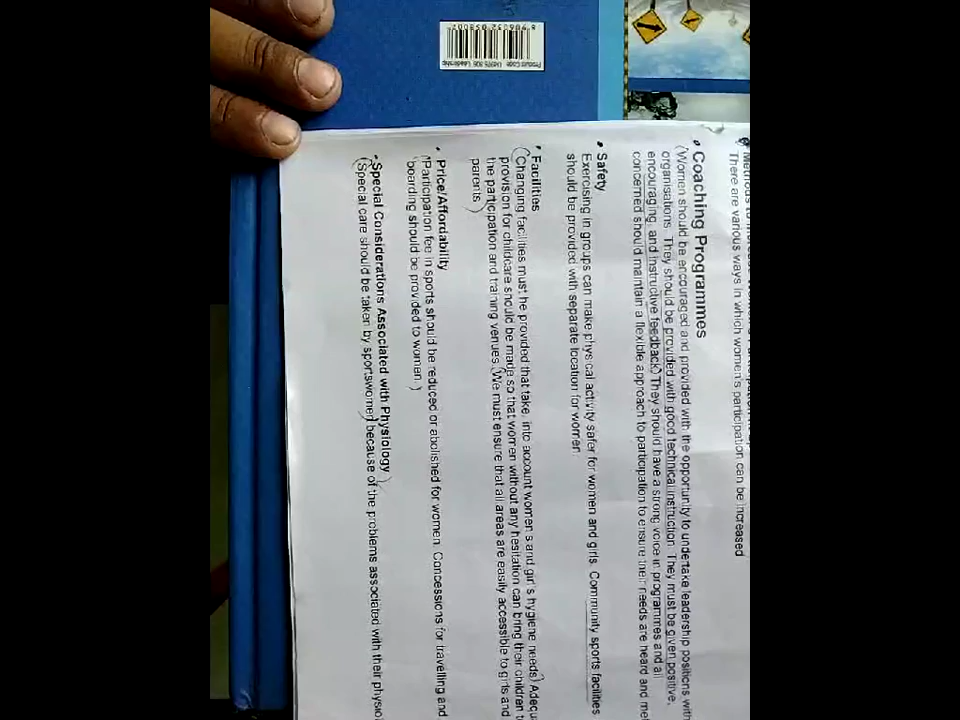 There are various ways in which women's participation can be increased
• Coaching Programmes
(Women should be encouraged and provided with the opportunity to undertake leadership positions with
organisations. They should be provided with good technical instruction. They must be given positive,
encouraging, and instructive feedback.) They should have a strong voice in programmes and all
concerned should maintain a flexible approach to participation to ensure their needs are heard and
• Safety
Exercising in groups can make physical activity safer for women and girls. Community sports facilities
should be provided with separate location for women.
• Facilities
(Changing facilities must be provided that take into account women's and girl's hygiene needs)
provision for childcare should be made so that women without any hesitation can bring their children
the participation and training venues. (We must ensure that all areas are easily accessible to girls and
parents.)
• Price/Affordability
(Participation fee in sports should be reduced or abolished for women. Concessions for travelling and
boarding should be provided to women.)
• Special Considerations Associated with Physiology
(Special care should be taken by sportswomen) because of the problems associated with their
Product Code
Leadership